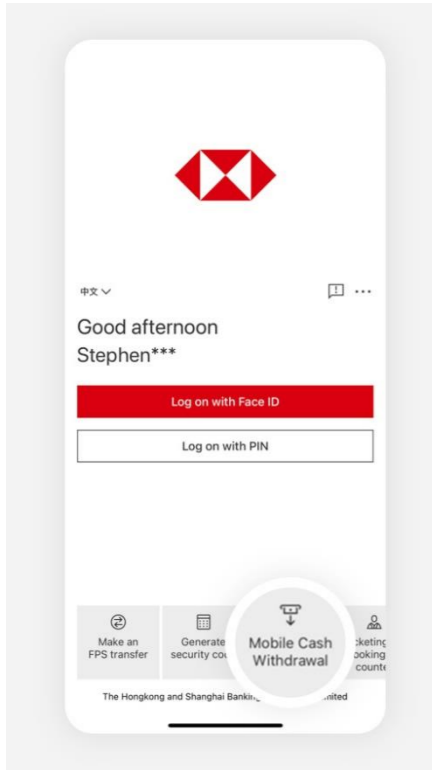 中文
Good afternoon
Stephen***
Log on with Face ID
Log on with PIN
Make an
FPS transfer
Generate
security
Mobile Cash
Withdrawal
The Hongkong and Shanghai